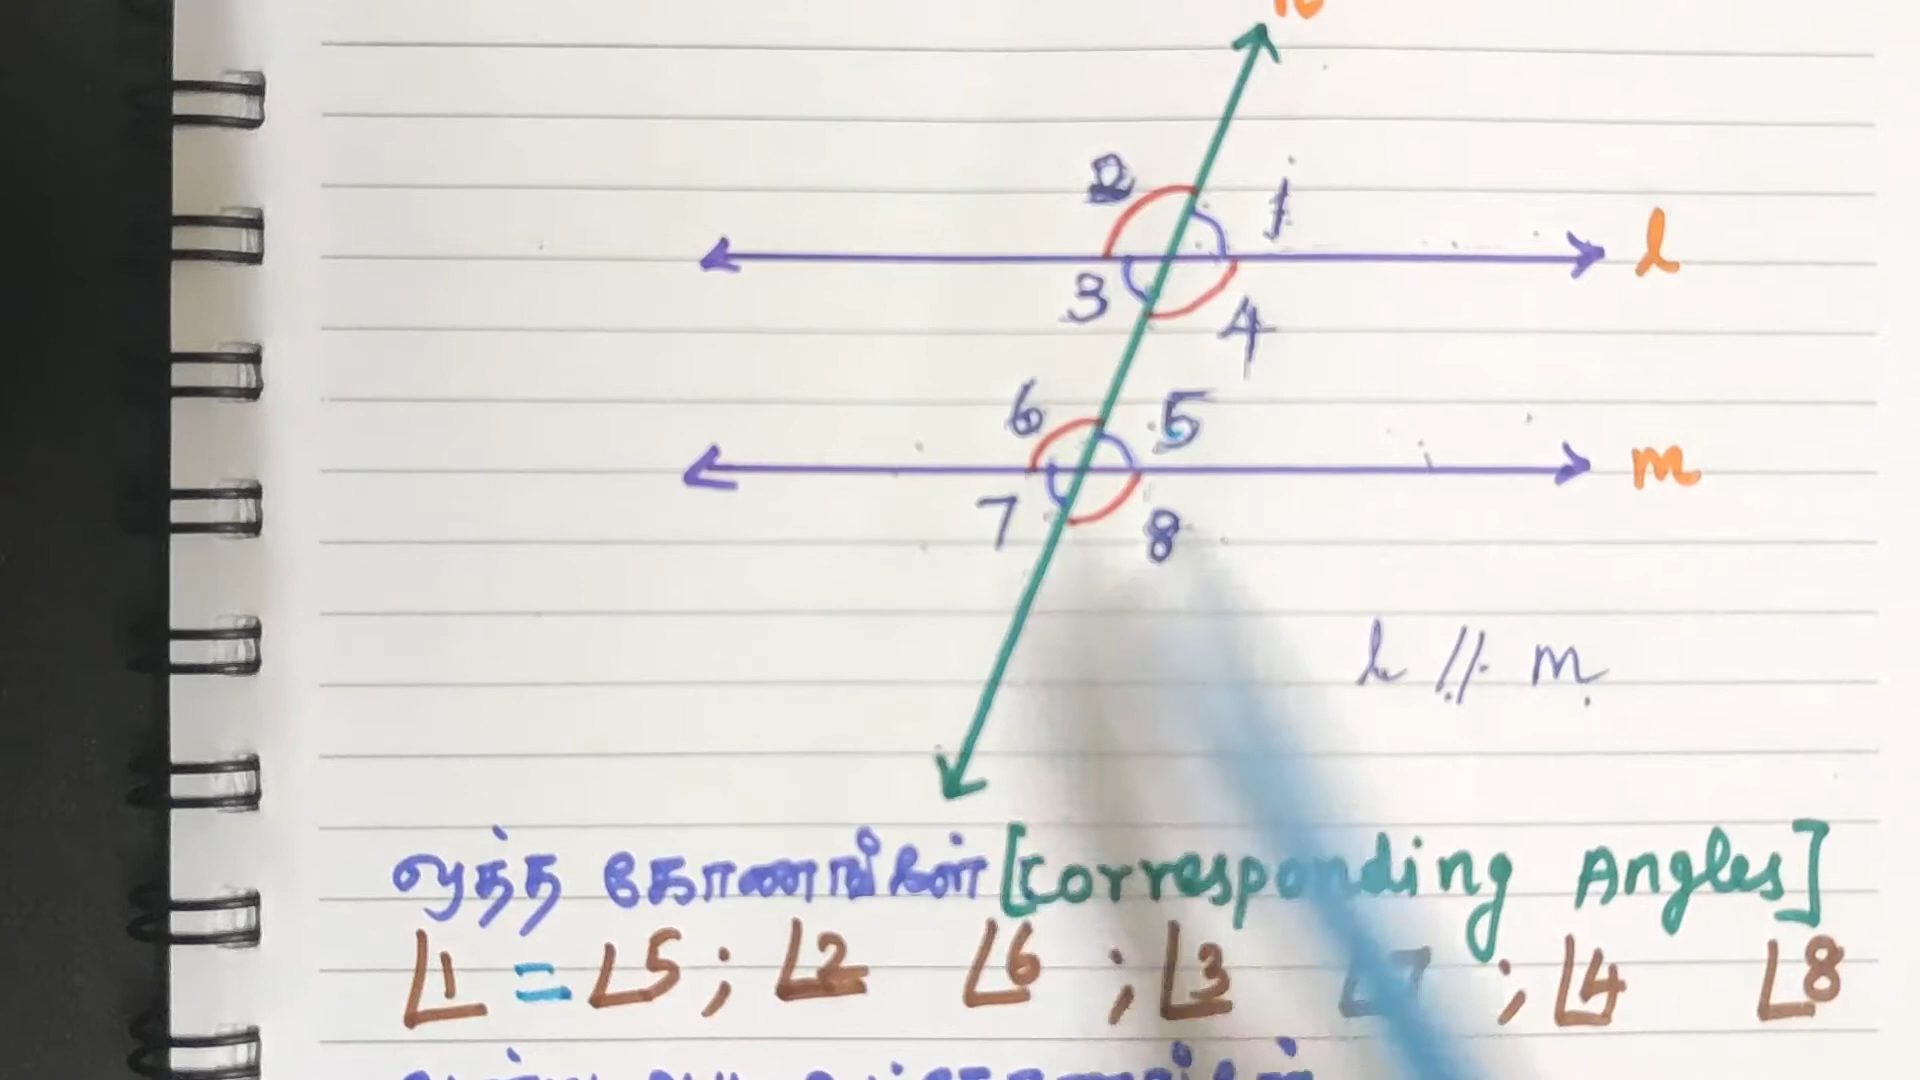 2 1
l
3 4
6 5
m
7 8
l // m
ஒத்த கோணங்கள் [Corresponding Angles]
∠1 = ∠5 ; ∠2 ∠6 ; ∠3 ∠7 ; ∠4 ∠8